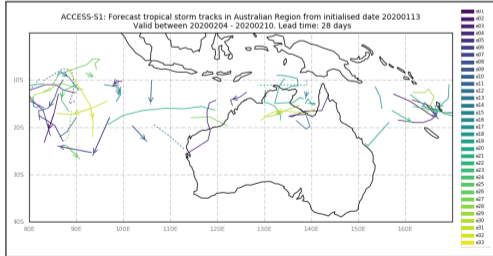 ACCESS-S1: Forecast tropical storm tracks in Australian Region from initialised date 20200113
Valid between 20200204 - 20200210. Lead time: 28 days
10S
20S
30S
40S
80E
90E
100E
110E
120E
130E
140E
150E
160E
e01
e02
e03
e04
e05
e06
e07
e08
e09
e10
e11
e12
e13
e14
e15
e16
e17
e18
e19
e20
e21
e22
e23
e24
e25
e26
e27
e28
e29
e30
e31
e32
e33